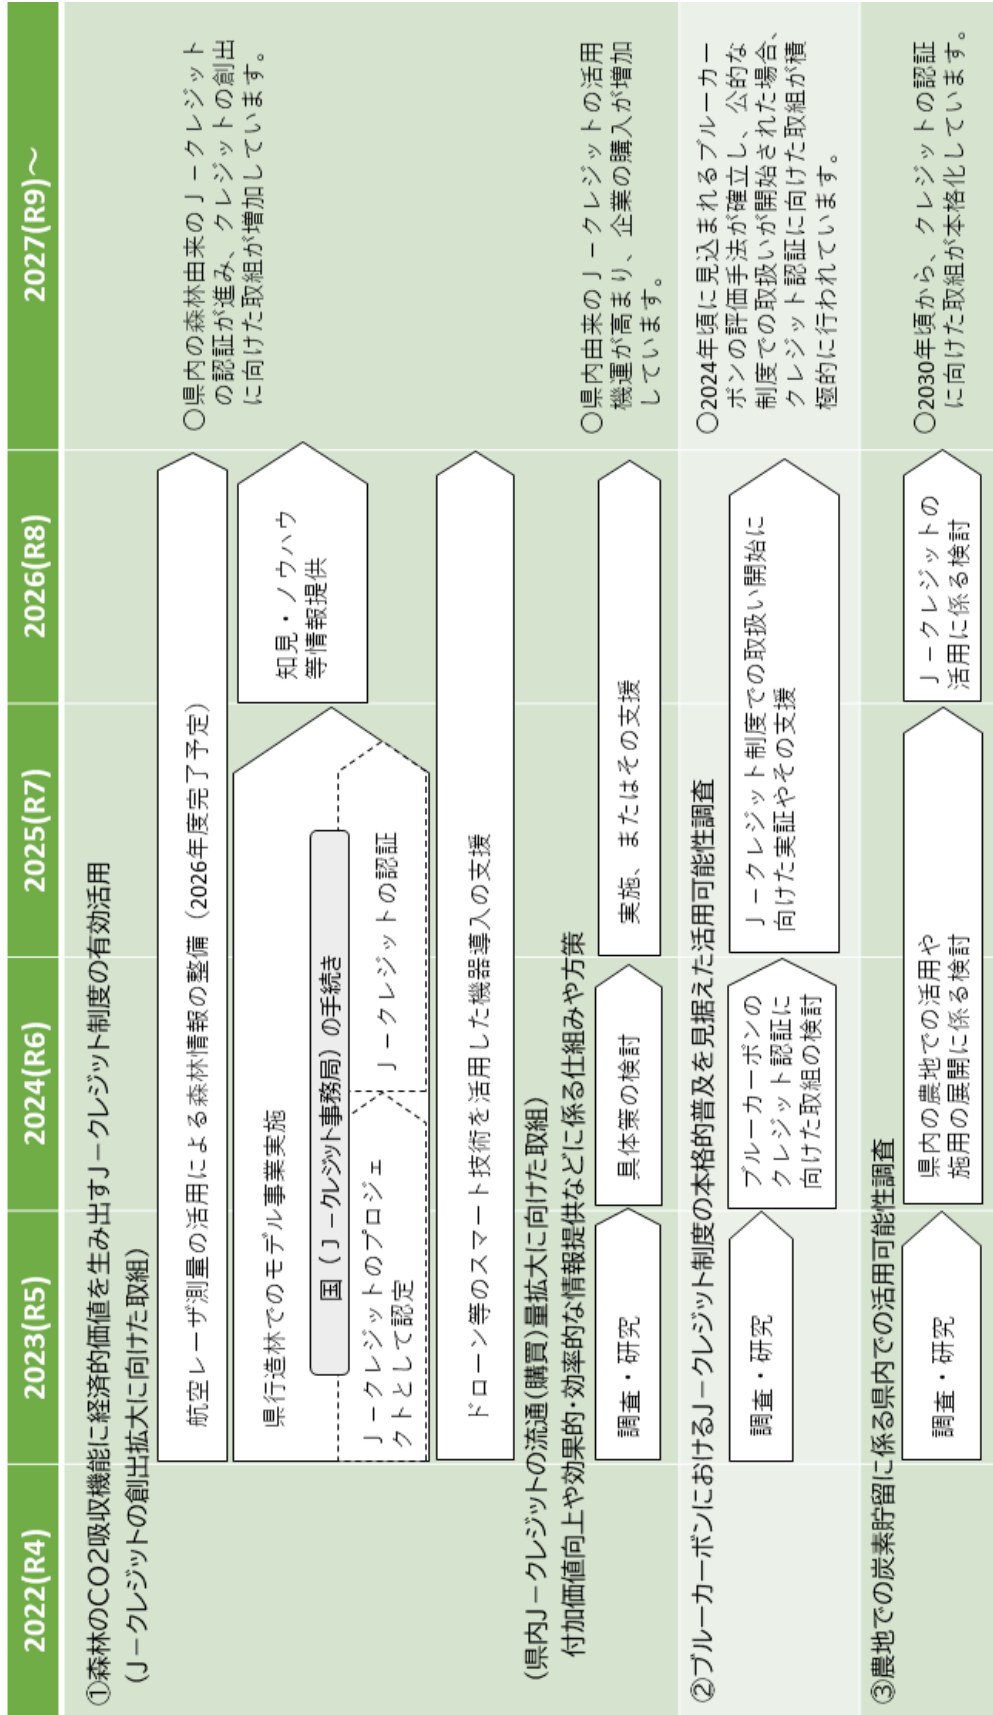 2022(R4)
2023(R5)
2024(R6)
2025(R7)
2026(R8)
2027(R9)～
①森林のCO2吸収機能に経済的価値を生み出すJ－クレジット制度の有効活用
(J－クレジットの創出拡大に向けた取組)
航空レーザ測量の活用による森林情報の整備（2026年度完了予定）
県行造林でのモデル事業実施
国（J－クレジット事務局）の手続き
J－クレジットのプロジェ
クトとして認定
J－クレジットの認証
知見・ノウハウ
等情報提供
ドローン等のスマート技術を活用した機器導入の支援
○県内の森林由来のJ－クレジット
の認証が進み、クレジットの創出
に向けた取組が増加しています。
(県内J－クレジットの流通(購買)量拡大に向けた取組)
付加価値向上や効果的･効率的な情報提供などに係る仕組みや方策
調査・研究
具体策の検討
実施、またはその支援
○県内由来のJ－クレジットの活用
機運が高まり、企業の購入が増加
しています。
②ブルーカーボンにおけるJ－クレジット制度の本格的普及を見据えた活用可能性調査
調査・研究
ブルーカーボンの
クレジット認証に
向けた取組の検討
J－クレジット制度での取扱い開始に
向けた実証やその支援
○2024年頃に見込まれるブルーカー
ボンの評価手法が確立し、公的な
制度での取扱いが開始された場合、
クレジット認証に向けた取組が積
極的に行われています。
③農地での炭素貯留に係る県内での活用可能性調査
調査・研究
県内の農地での活用や
施用の展開に係る検討
J－クレジットの
活用に係る検討
○2030年頃から、クレジットの認証
に向けた取組が本格化しています。